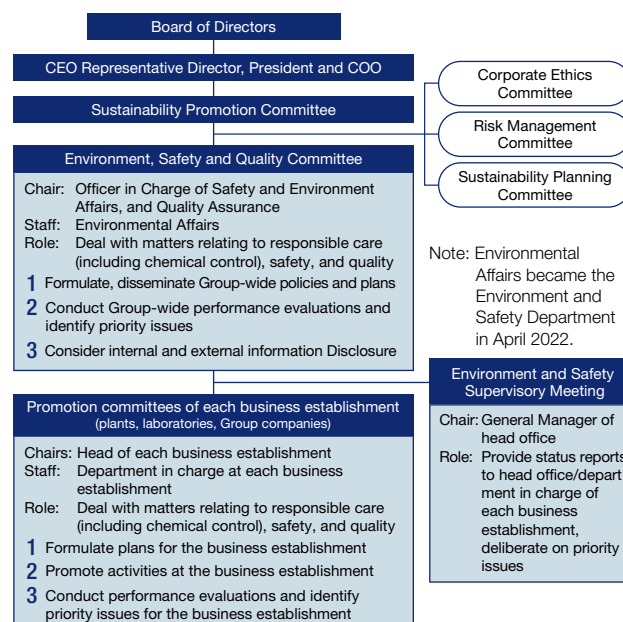 Board of Directors
CEO Representative Director, President and COO
Sustainability Promotion Committee
Corporate Ethics
Committee
Risk Management
Committee
Sustainability Planning
Committee
Environment, Safety and Quality Committee
Chair: Officer in Charge of Safety and Environment
Affairs, and Quality Assurance
Staff: Environmental Affairs
Role: Deal with matters relating to responsible care
(including chemical control), safety, and quality
1 Formulate, disseminate Group-wide policies and plans
2 Conduct Group-wide performance evaluations and
identify priority issues
3 Consider internal and external information Disclosure
Note: Environmental
Affairs became the
Environment and
Safety Department
in April 2022.
Promotion committees of each business establishment
(plants, laboratories, Group companies)
Chairs: Head of each business establishment
Staff: Department in charge at each business
establishment
Role: Deal with matters relating to responsible care
(including chemical control), safety, and quality
1 Formulate plans for the business establishment
2 Promote activities at the business establishment
3 Conduct performance evaluations and identify
priority issues for the business establishment
Environment and Safety
Supervisory Meeting
Chair: General Manager of
head office
Role: Provide status reports
to head office/depart
ment in charge of
each business
establishment,
deliberate on priority
issues